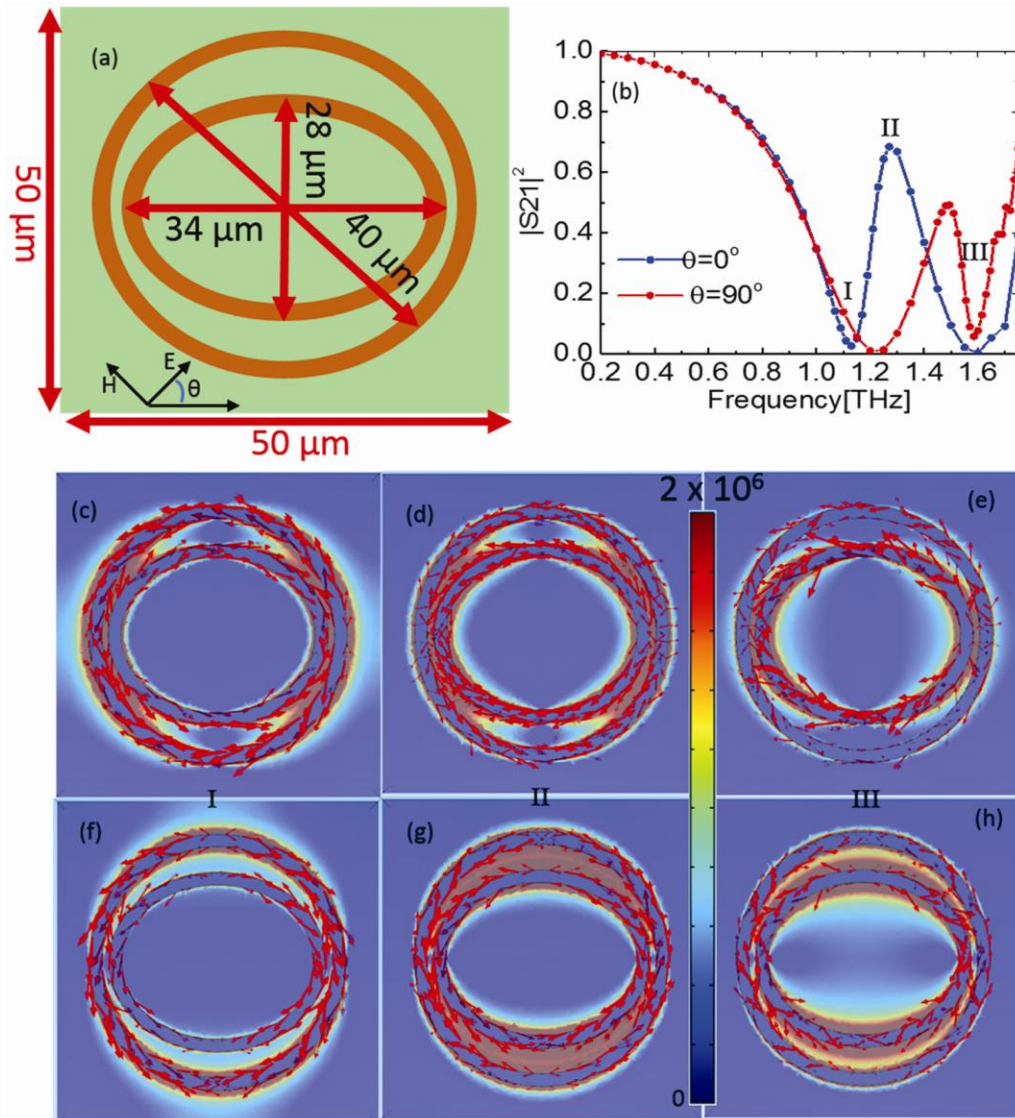 (a)
50 µm
28 µm
34 µm
40 µm
E
H
θ
50 µm
(b)
|S21|²
1.0
0.8
0.6
0.4
0.2
0.0
I
II
III
θ=0°
θ=90°
0.2 0.4 0.6 0.8 1.0 1.2 1.4 1.6
Frequency[THz]
2 x 10⁶
(c)
(d)
(e)
I
II
III
(f)
(g)
(h)
0